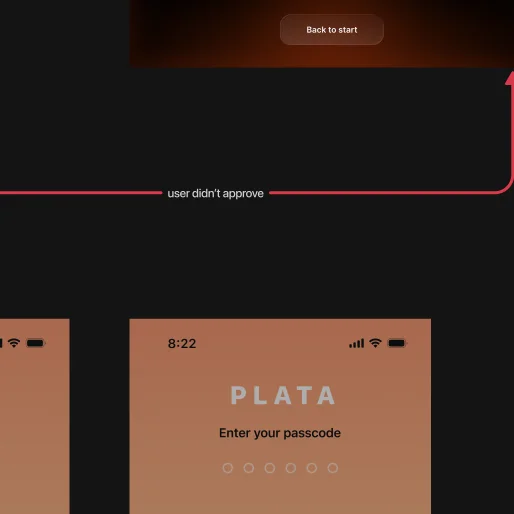 Back to start
user didn't approve
8:22
PLATA
Enter your passcode